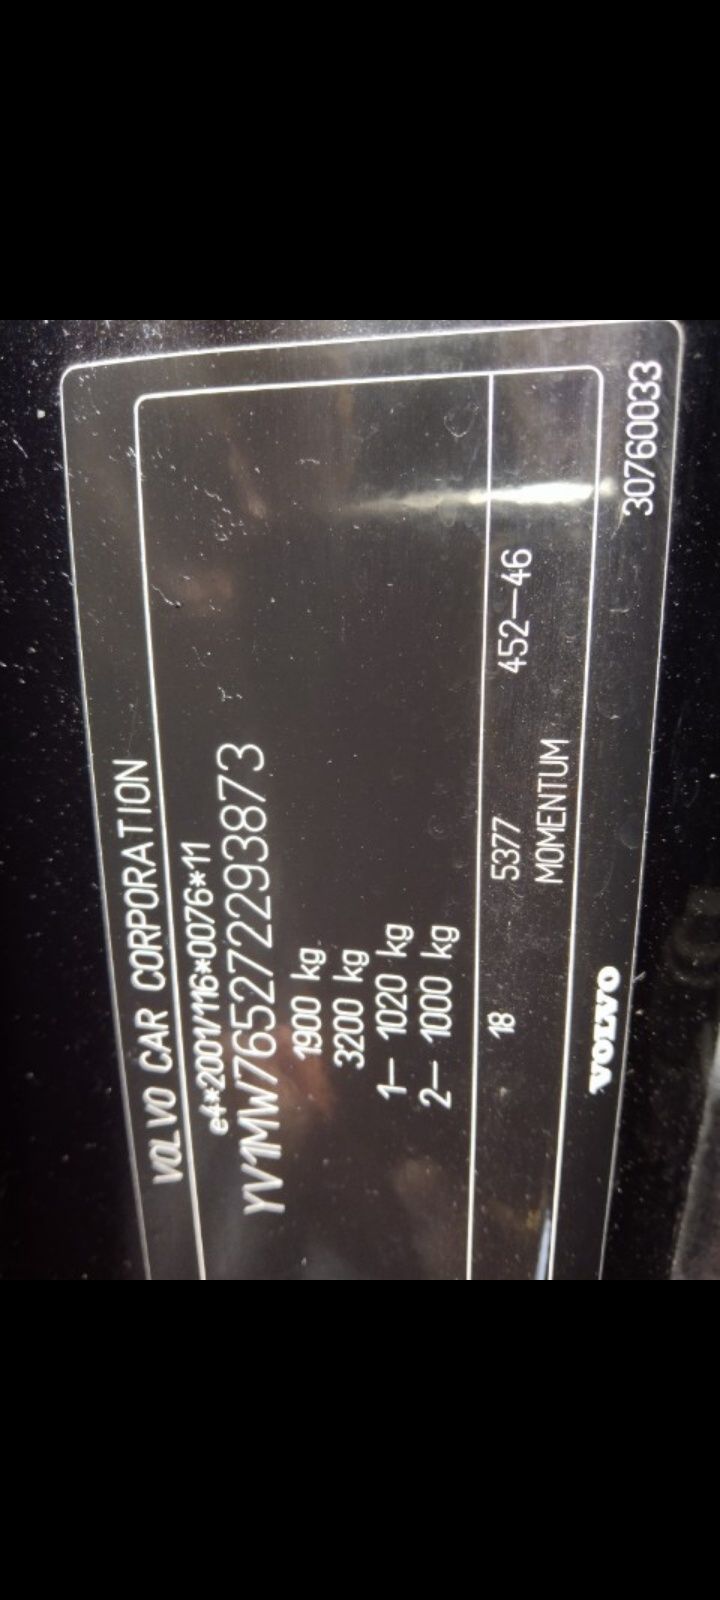 VOLVO CAR CORPORATION
e4*2001/116*0076*11
YV1MW765272293873
1900 kg
3200 kg
1– 1020 kg
2– 1000 kg
18 5377 452–46
MOMENTUM
VOLVO 30760033